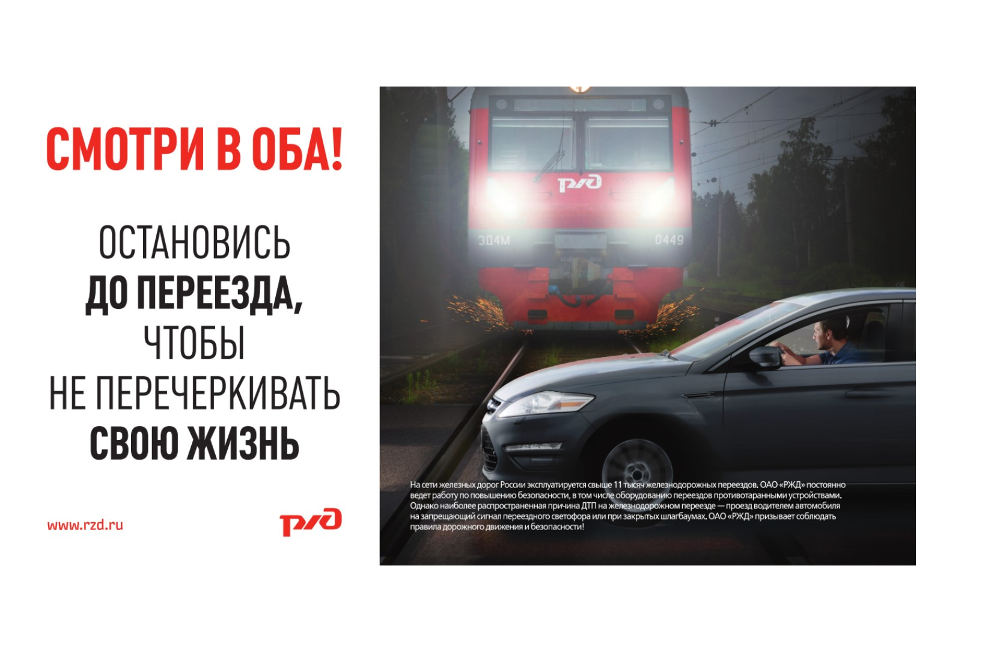 СМОТРИ В ОБА!
ОСТАНОВИСЬ
ДО ПЕРЕЕЗДА,
ЧТОБЫ
НЕ ПЕРЕЧЕРКИВАТЬ
СВОЮ ЖИЗНЬ
www.rzd.ru
ржд
ржд
ЭД4М
0449
На сети железных дорог России эксплуатируется свыше 11 тысяч железнодорожных переездов. ОАО «РЖД» постоянно
ведет работу по повышению безопасности, в том числе оборудованию переездов противотаранными устройствами.
Однако наиболее распространенная причина ДТП на железнодорожном переезде — проезд водителем автомобиля
на запрещающий сигнал переездного светофора или при закрытых шлагбаумах. ОАО «РЖД» призывает соблюдать
правила дорожного движения и безопасности!